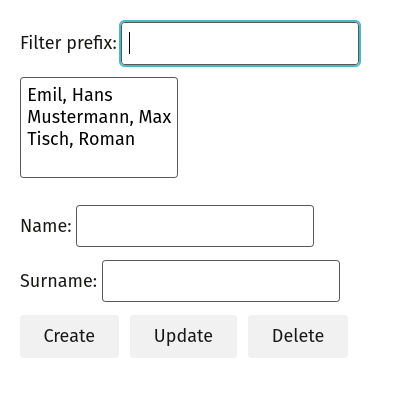 Filter prefix:
Emil, Hans
Mustermann, Max
Tisch, Roman
Name:
Surname:
Create Update Delete